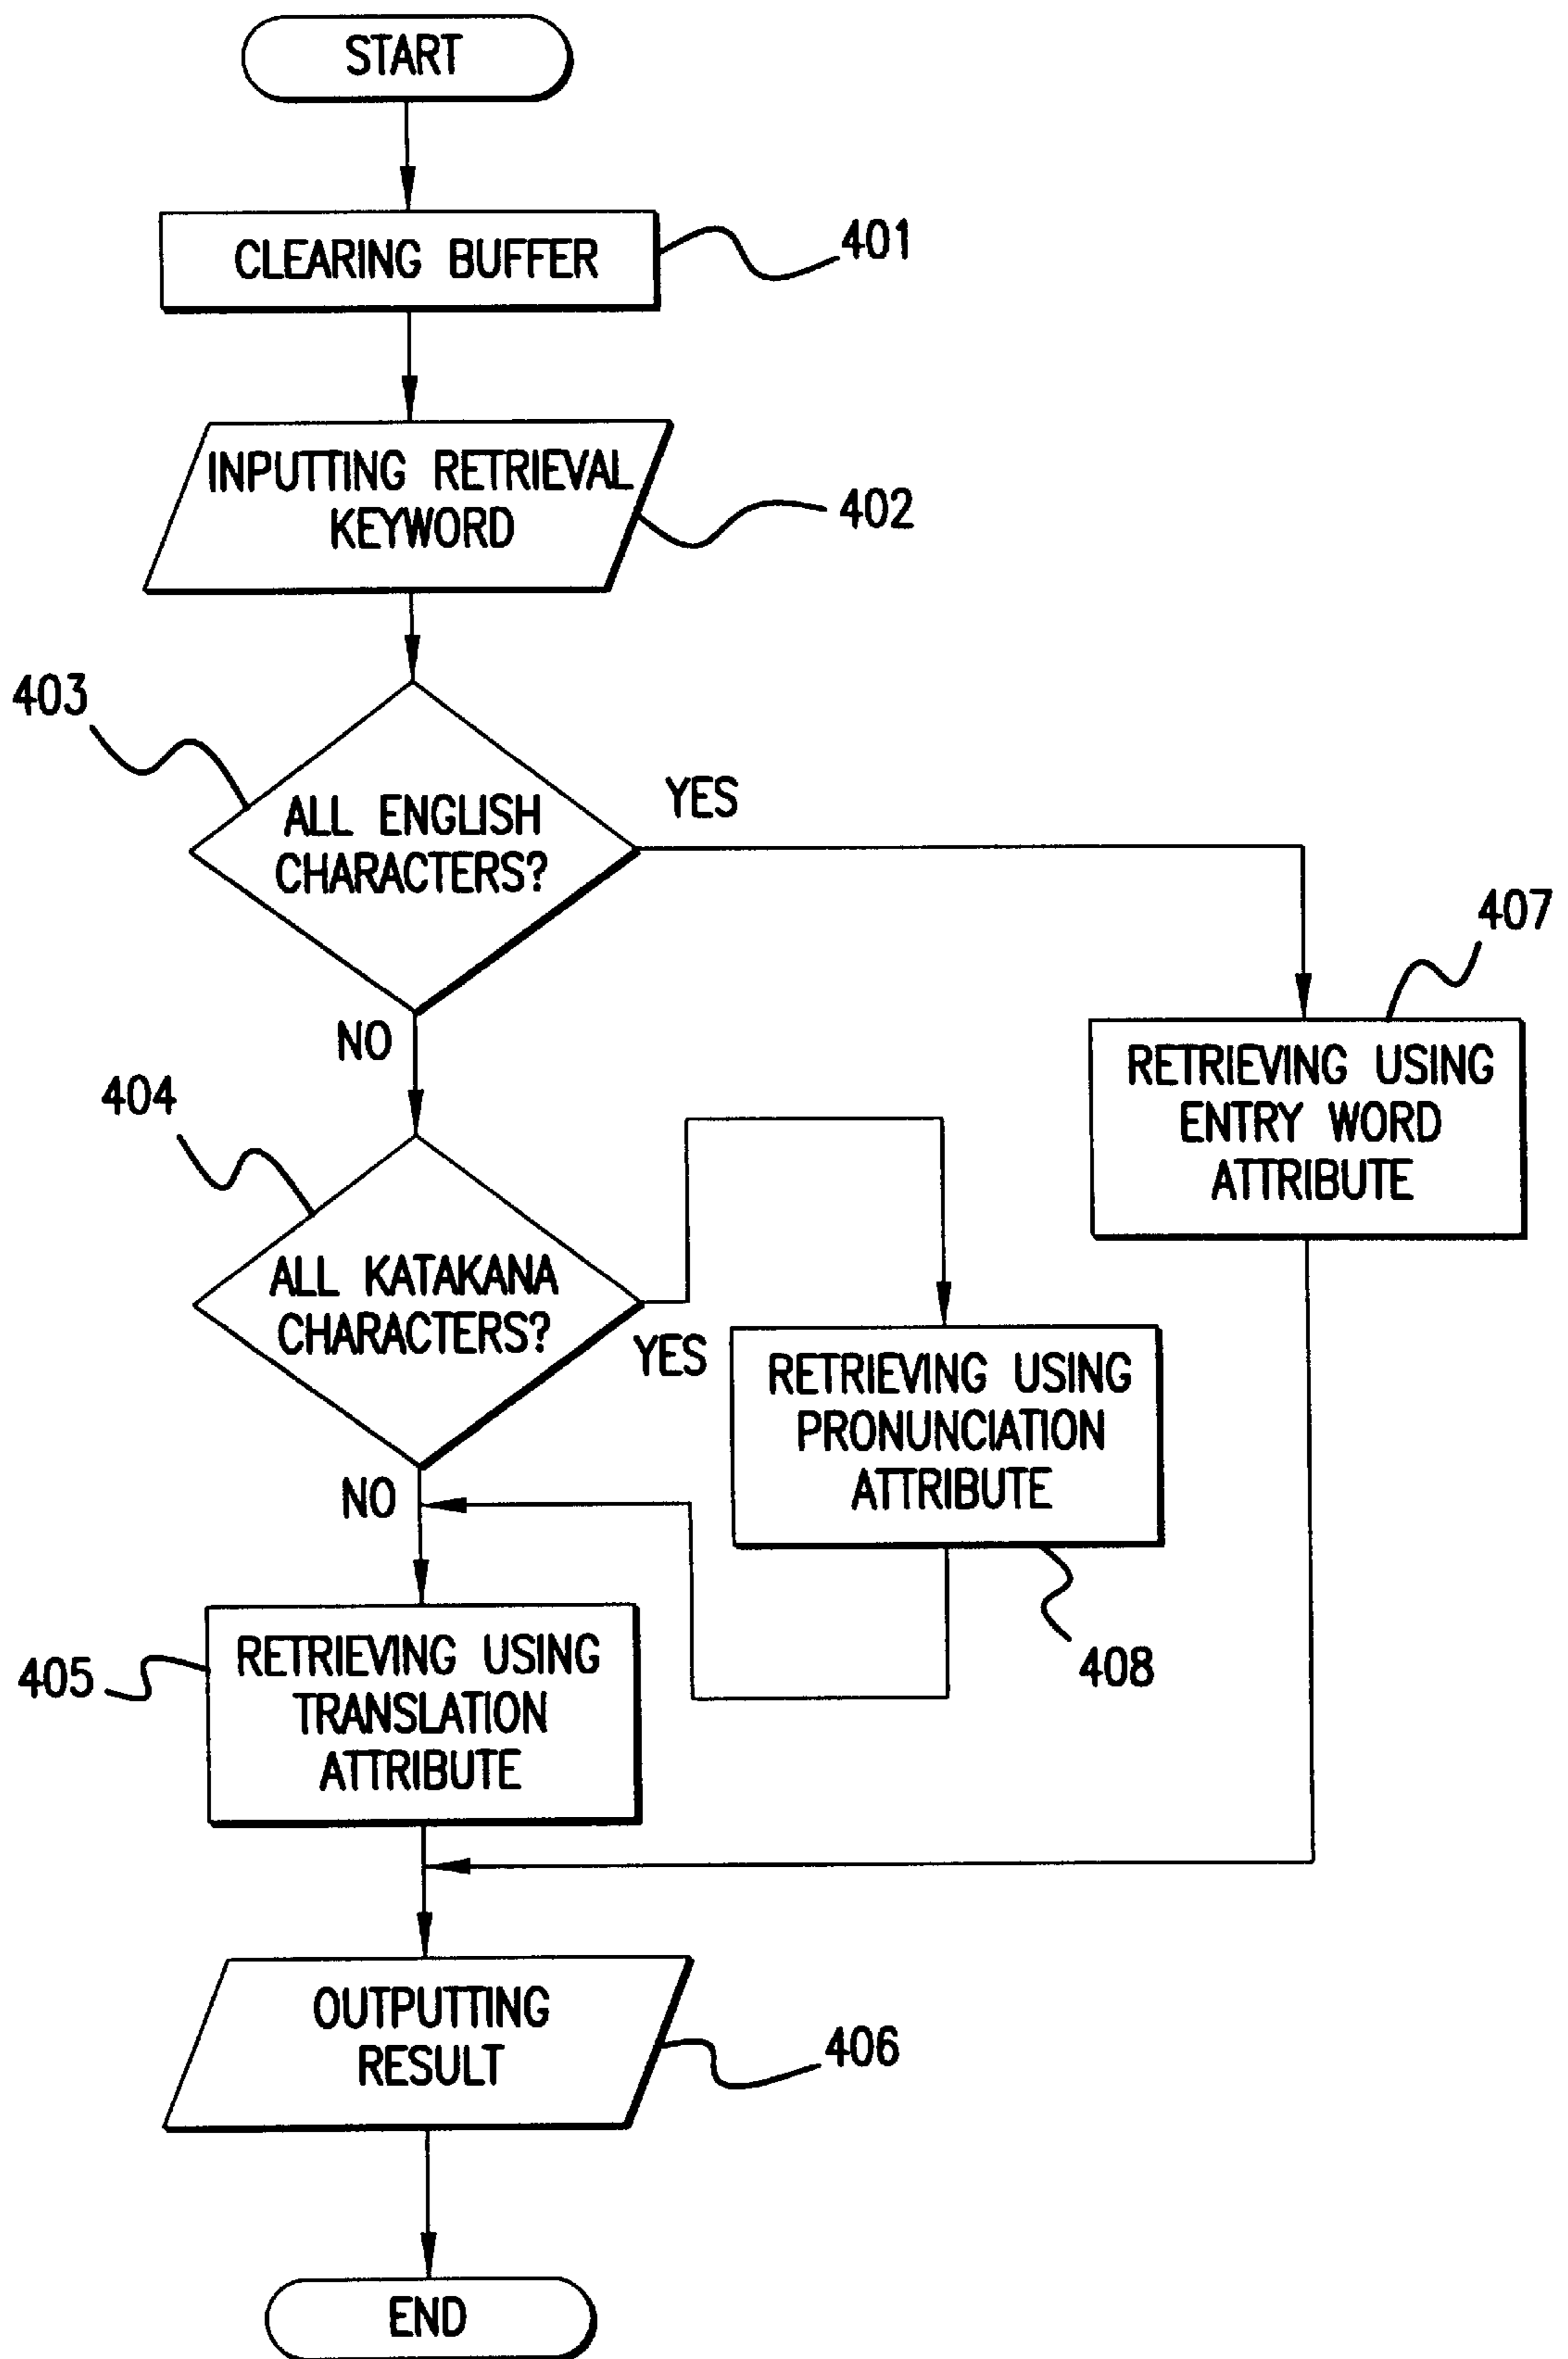 START
CLEARING BUFFER
401
INPUTTING RETRIEVAL
KEYWORD
402
403
ALL ENGLISH
CHARACTERS?
YES
NO
407
RETRIEVING USING
ENTRY WORD
ATTRIBUTE
404
ALL KATAKANA
CHARACTERS?
YES
NO
RETRIEVING USING
PRONUNCIATION
ATTRIBUTE
408
405
RETRIEVING USING
TRANSLATION
ATTRIBUTE
OUTPUTTING
RESULT
406
END